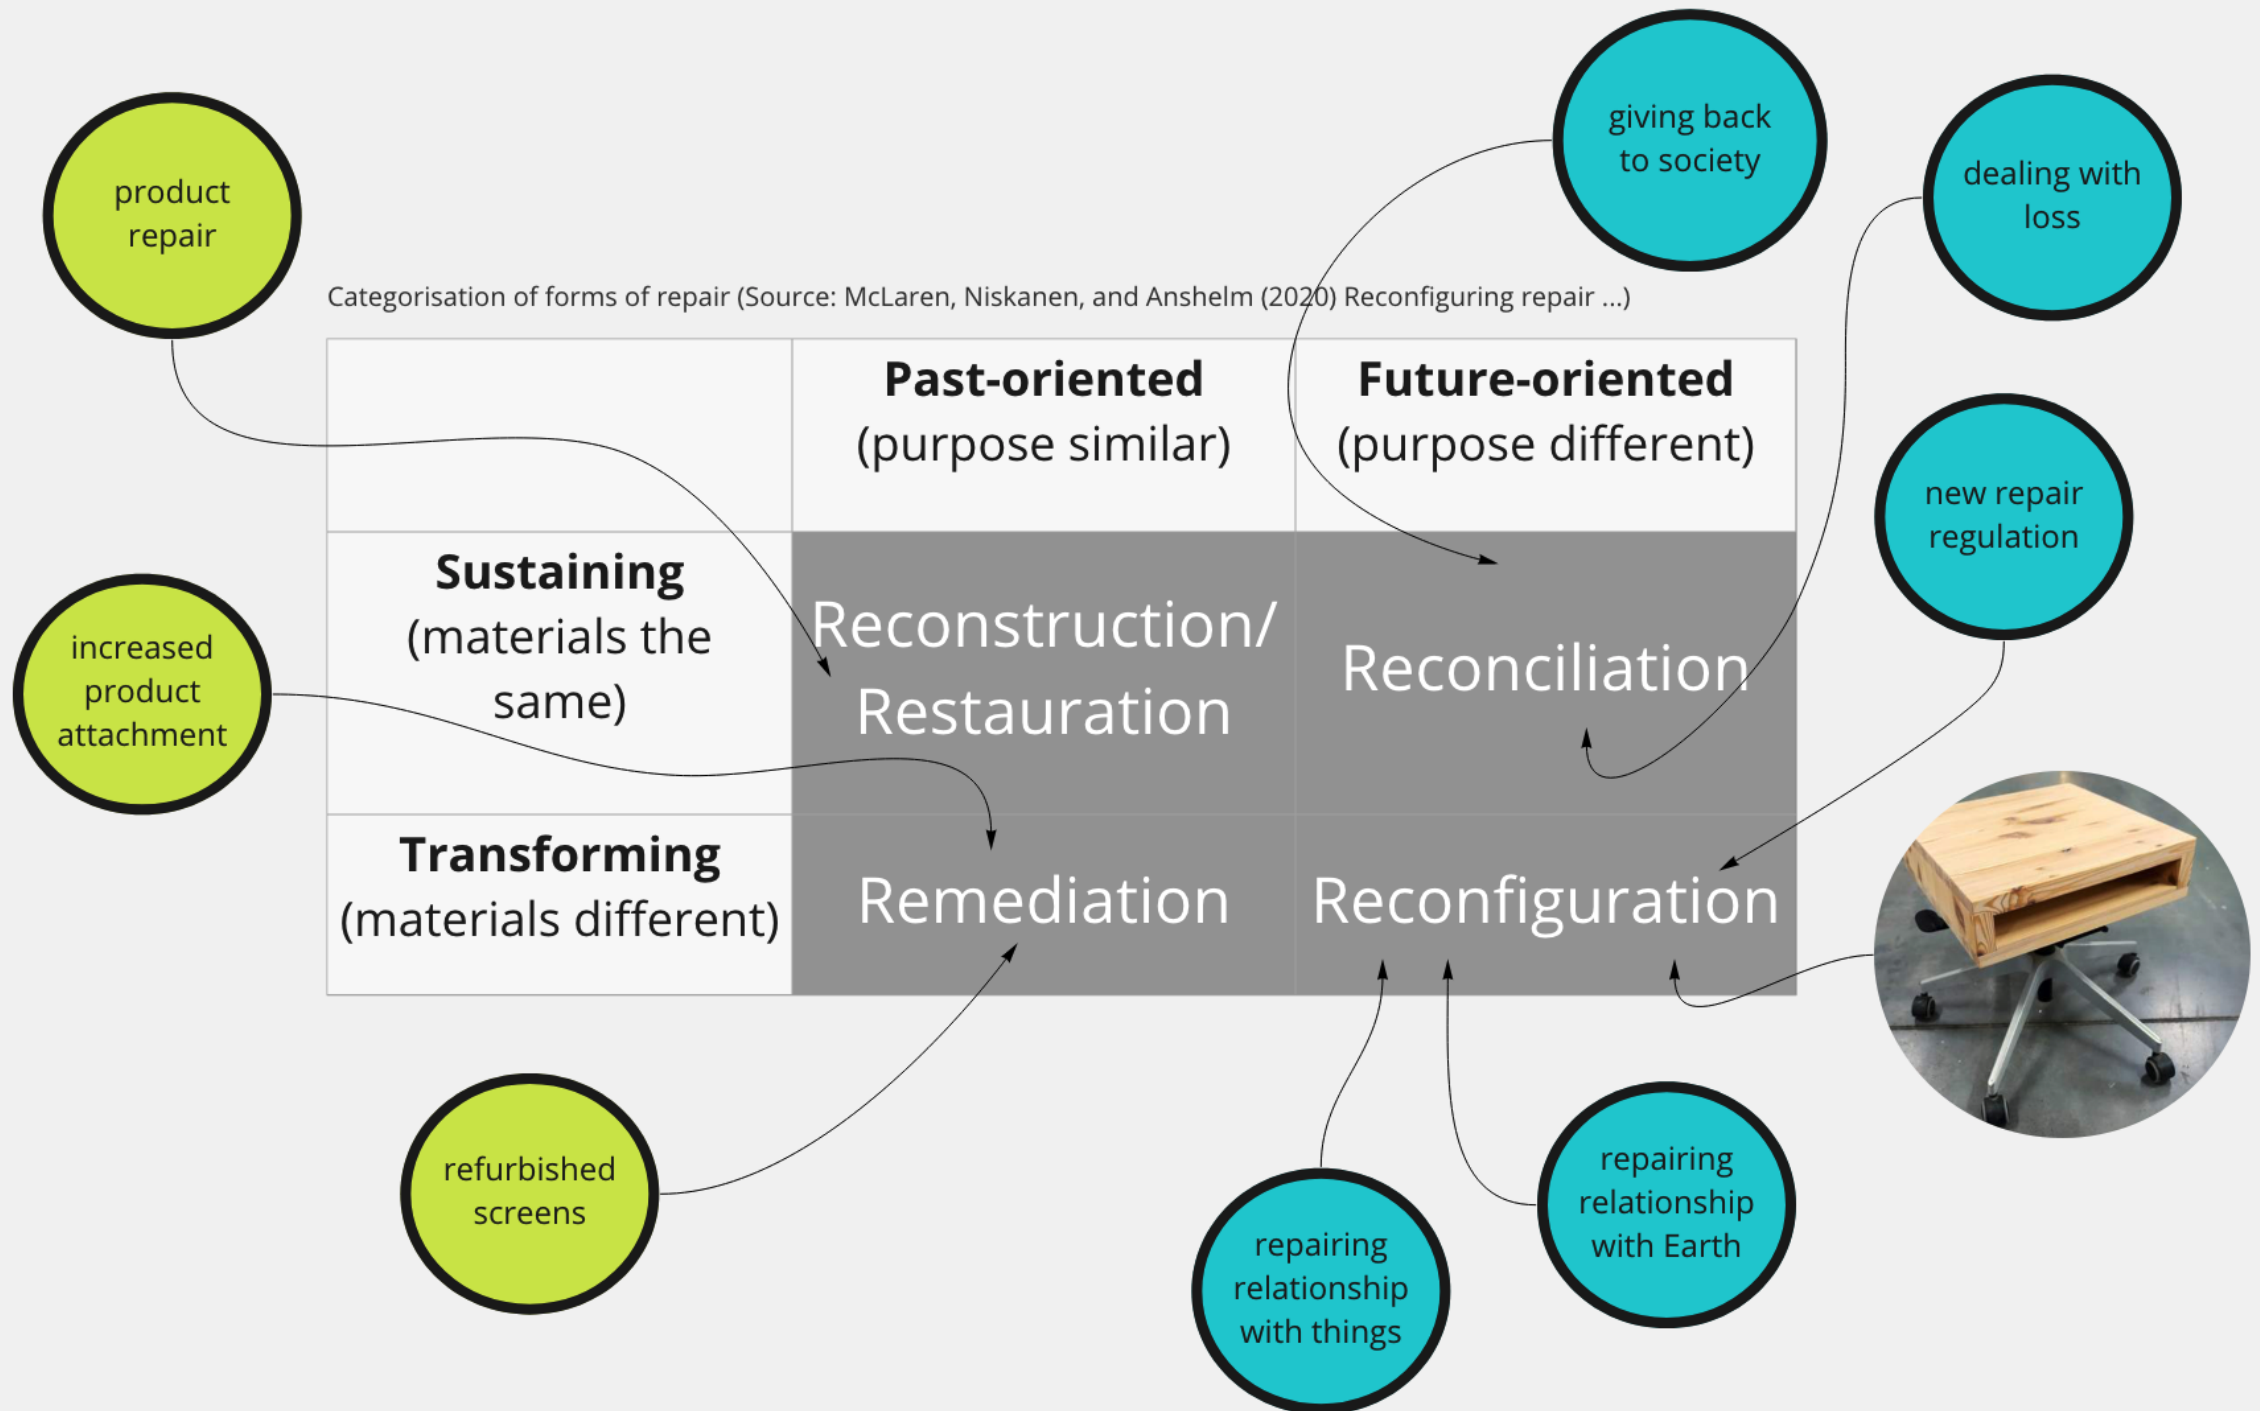 giving back
to society
dealing with
loss
product
repair
Categorisation of forms of repair (Source: McLaren, Niskanen, and Anshelm (2020) Reconfiguring repair ...)
Past-oriented
(purpose similar)
Future-oriented
(purpose different)
new repair
regulation
Sustaining
(materials the
same)
Reconstruction/
Restauration
Reconciliation
increased
product
attachment
Transforming
(materials different)
Remediation
Reconfiguration
refurbished
screens
repairing
relationship
with things
repairing
relationship
with Earth